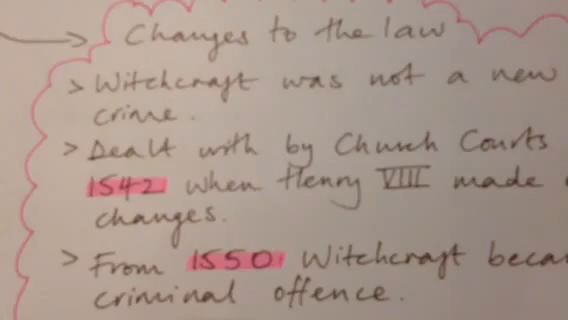 Changes to the law
> Witchcraft was not a new
crime.
> Dealt with by Church Courts
1542 when Henry VIII made
changes.
> From 1550 Witchcraft becam
criminal offence.